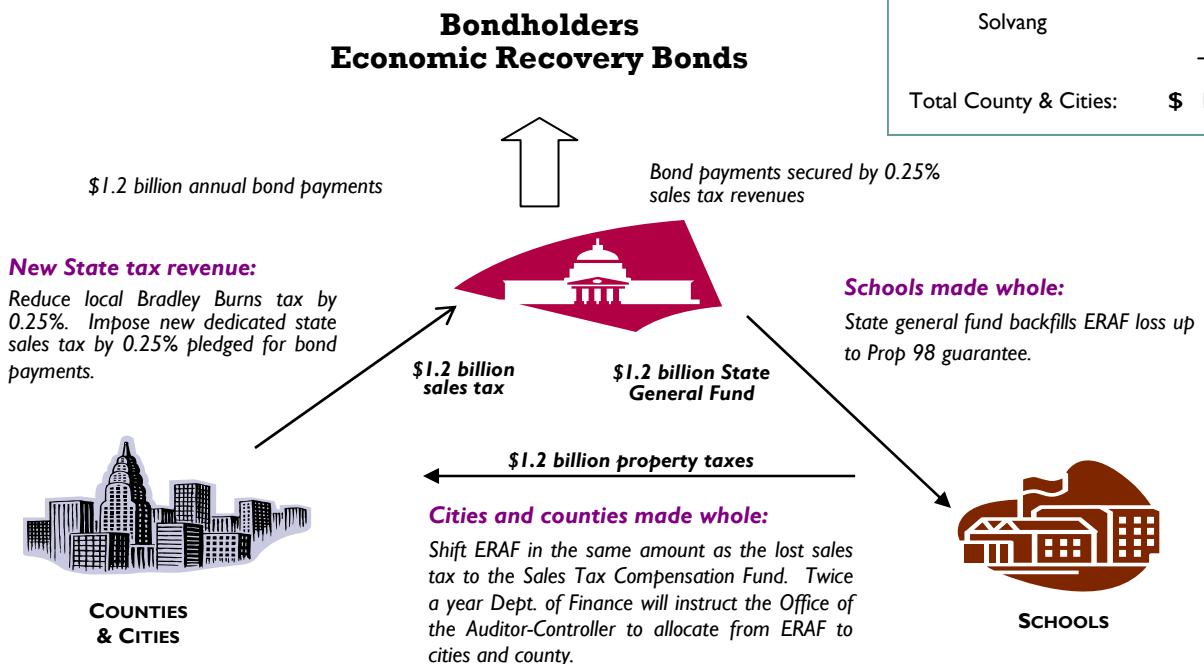 Bondholders
Economic Recovery Bonds
Solvang
Total County & Cities: $
$1.2 billion annual bond payments
Bond payments secured by 0.25%
sales tax revenues
New State tax revenue:
Reduce local Bradley Burns tax by
0.25%. Impose new dedicated state
sales tax by 0.25% pledged for bond
payments.
Schools made whole:
State general fund backfills ERAF loss up
to Prop 98 guarantee.
$1.2 billion
sales tax
$1.2 billion State
General Fund
$1.2 billion property taxes
Cities and counties made whole:
Shift ERAF in the same amount as the lost sales
tax to the Sales Tax Compensation Fund. Twice
a year Dept. of Finance will instruct the Office of
the Auditor-Controller to allocate from ERAF to
cities and county.
COUNTIES
& CITIES
SCHOOLS